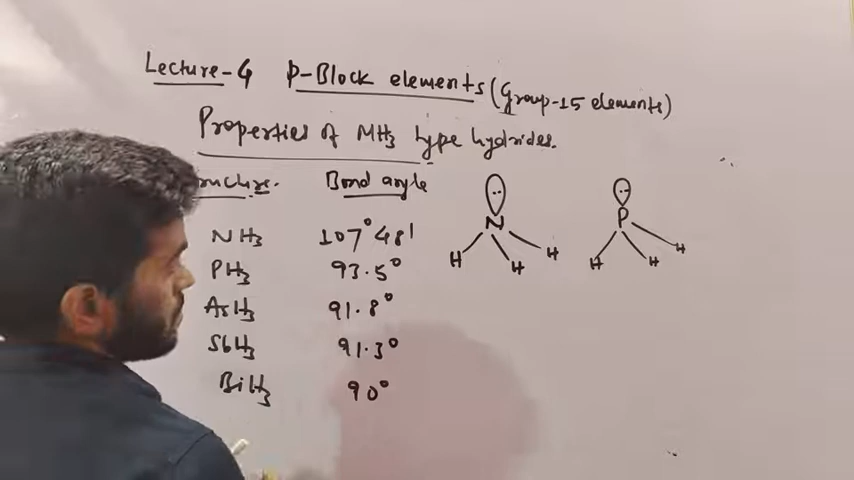 Lecture-4 P-Block elements (Group-15 elements)
Properties of MH3 type hydrides.
ructure. Bond angle
NH3 107°48'
PH3 93.5°
AsH3 91.8°
SbH3 91.3°
BiH3 90°
N
H H H
P
H H H